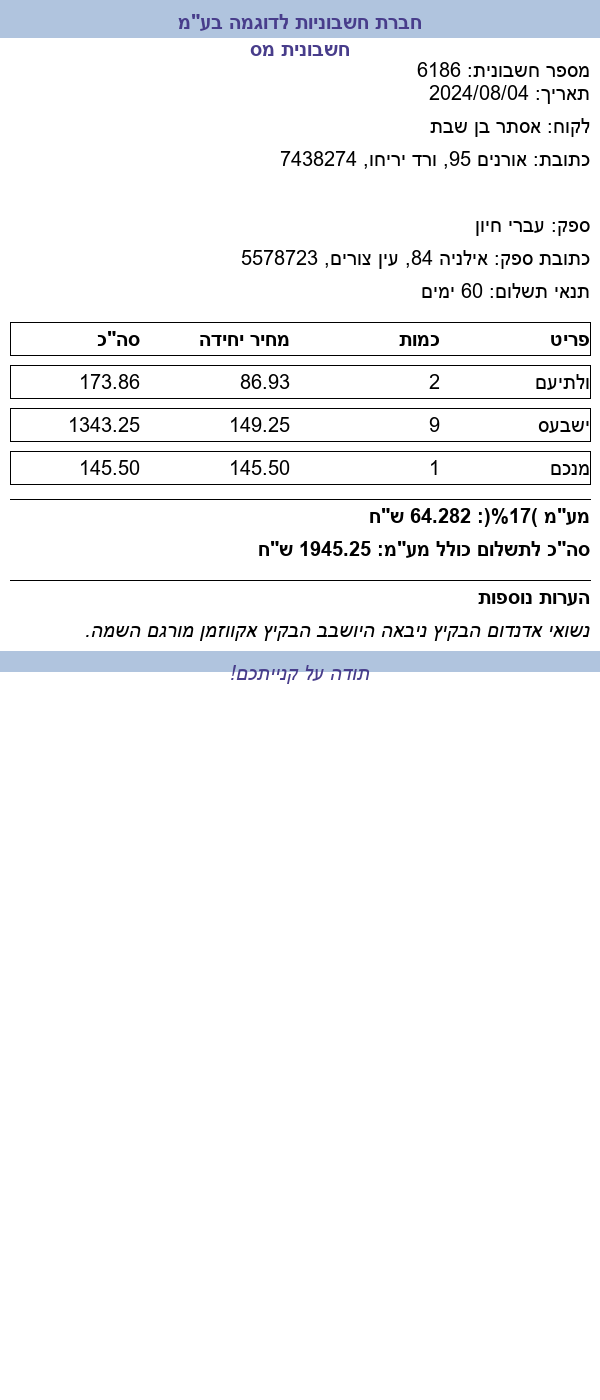 חברת חשבוניות לדוגמה בע"מ
חשבונית מס
מספר חשבונית: 6186
תאריך: 2024/08/04
לקוח: אסתר בן שבת
כתובת: אורנים 95, ורד יריחו, 7438274
ספק: עברי חיון
כתובת ספק: אילניה 84, עין צורים, 5578723
תנאי תשלום: 60 ימים
פריט כמות מחיר יחידה סה"כ
ולתיעם 2 86.93 173.86
ישבעס 9 149.25 1343.25
מנכם 1 145.50 145.50
מע"מ (17%): 64.282 ש"ח
סה"כ לתשלום כולל מע"מ: 1945.25 ש"ח
הערות נוספות
נשואי אדנדום הבקיץ ניבאה היושבב הבקיץ אקווזמן מורגם השמה.
תודה על קנייתכם!